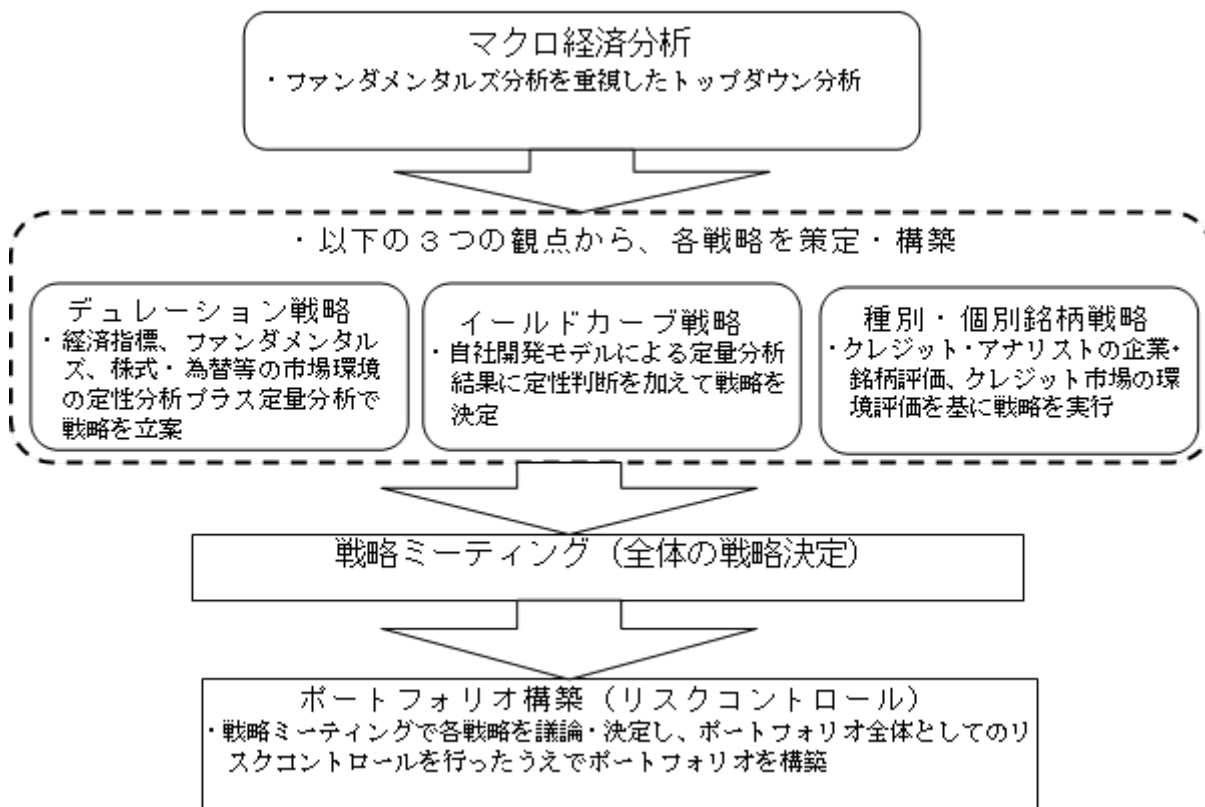 マクロ経済分析
・ファンダメンタルズ分析を重視したトップダウン分析
・以下の３つの観点から、各戦略を策定・構築
デュレーション戦略
・経済指標、ファンダメンタル
ズ、株式・為替等の市場環境
の定性分析プラス定量分析で
戦略を立案
イールドカーブ戦略
・自社開発モデルによる定量分析
結果に定性判断を加えて戦略を
決定
種別・個別銘柄戦略
・クレジット・アナリストの企業・
銘柄評価、クレジット市場の環
境評価を基に戦略を実行
戦略ミーティング（全体の戦略決定）
ポートフォリオ構築（リスクコントロール）
・戦略ミーティングで各戦略を議論・決定し、ポートフォリオ全体としてのリ
スクコントロールを行ったうえでポートフォリオを構築